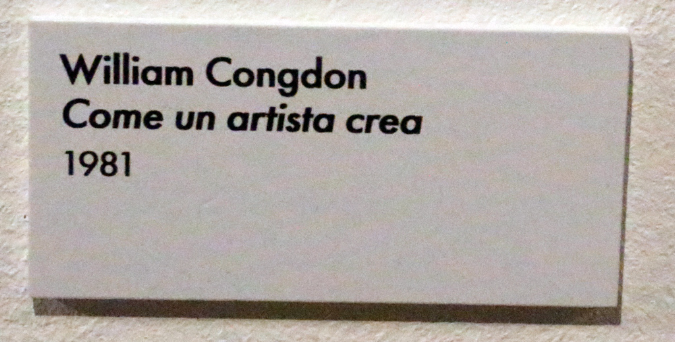 William Congdon
Come un artista crea
1981